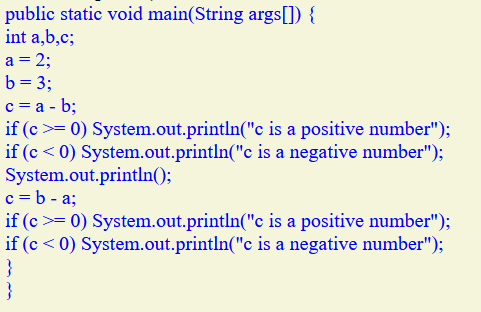 public static void main(String args[]) {
int a,b,c;
a = 2;
b = 3;
c = a - b;
if (c >= 0) System.out.println("c is a positive number");
if (c < 0) System.out.println("c is a negative number");
System.out.println();
c = b - a;
if (c >= 0) System.out.println("c is a positive number");
if (c < 0) System.out.println("c is a negative number");
}
}